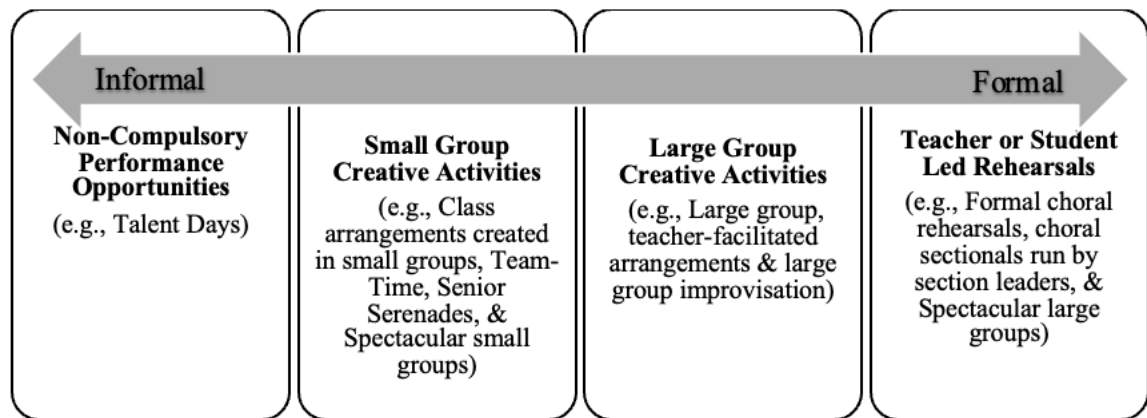 Informal
Formal
Non-Compulsory
Performance
Opportunities
(e.g., Talent Days)
Small Group
Creative Activities
(e.g., Class
arrangements created
in small groups, Team-
Time, Senior
Serenades, &
Spectacular small
groups)
Large Group
Creative Activities
(e.g., Large group,
teacher-facilitated
arrangements & large
group improvisation)
Teacher or Student
Led Rehearsals
(e.g., Formal choral
rehearsals, choral
sectionals run by
section leaders, &
Spectacular large
groups)